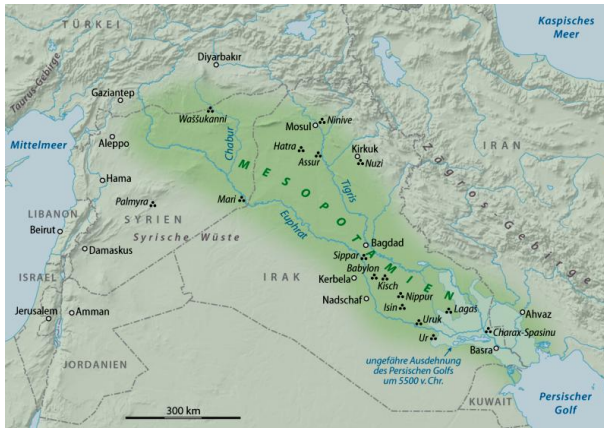 TÜRKEI
Kaspisches
Meer
Taurus-Gebirge
Diyarbakır
Gaziantep
Waššukanni
Mosul
Ninive
IRAN
Mittelmeer
Aleppo
Chabur
Hatra
Assur
Kirkuk
Nuzi
Zagros-Gebirge
Hama
MESOPOTAMIEN
Tigris
Palmyra
Mari
LIBANON
SYRIEN
Euphrat
Beirut
Syrische Wüste
Bagdad
Damaskus
Sippar
ISRAEL
IRAK
Babylon
Kerbela
Kisch
Nadschaf
Nippur
Jerusalem
Amman
Isin
Lagaš
Ahvaz
Uruk
Charax-Spasinu
Ur
Basra
ungefähre Ausdehnung
des Persischen Golfs
um 5500 v. Chr.
JORDANIEN
300 km
KUWAIT
Persischer
Golf